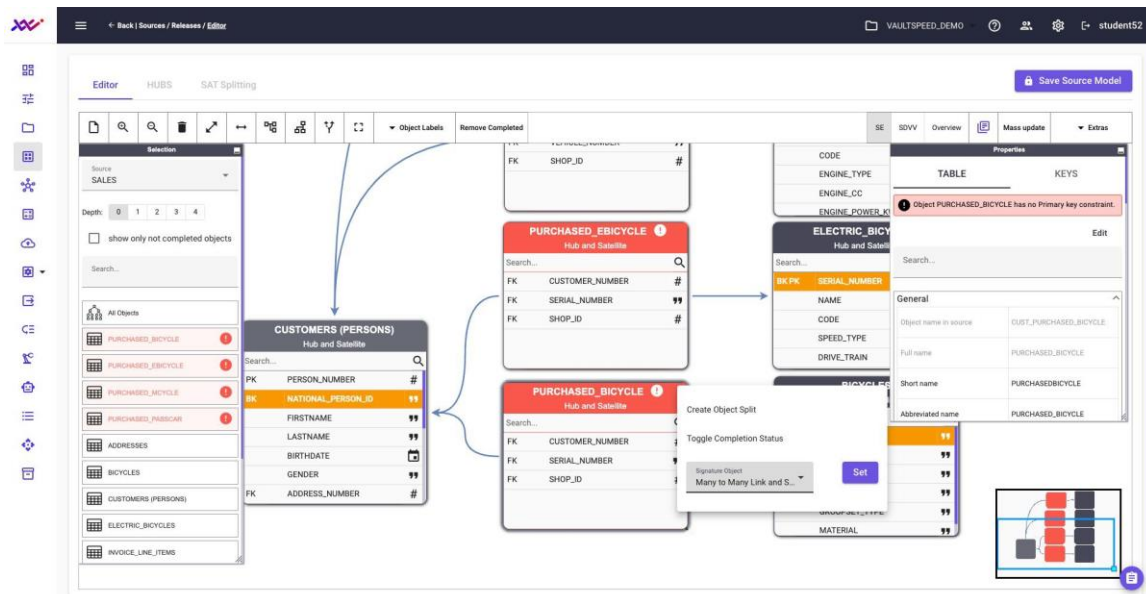 ← Back | Sources / Releases / Editor
VAULTSPEED_DEMO
student52
Editor
HUBS
SAT Splitting
Save Source Model
Object Labels
Remove Completed
SE
SDVV
Overview
Mass update
Extras
Selection
Source
SALES
Depth: 0 1 2 3 4
show only not completed objects
Search...
All Objects
PURCHASED_BICYCLE
PURCHASED_EBICYCLE
PURCHASED_MCYCLE
PURCHASED_PASSCAR
ADDRESSES
BICYCLES
CUSTOMERS (PERSONS)
ELECTRIC_BICYCLES
INVOICE_LINE_ITEMS
CUSTOMERS (PERSONS)
Hub and Satellite
Search...
PK PERSON_NUMBER #
BK NATIONAL_PERSON_ID
FIRSTNAME
LASTNAME
BIRTHDATE
GENDER
FK ADDRESS_NUMBER #
FK SHOP_ID #
PURCHASED_EBICYCLE
Hub and Satellite
Search...
FK CUSTOMER_NUMBER #
FK SERIAL_NUMBER
FK SHOP_ID #
PURCHASED_BICYCLE
Hub and Satellite
Search...
FK CUSTOMER_NUMBER
FK SERIAL_NUMBER
FK SHOP_ID
CODE
ENGINE_TYPE
ENGINE_CC
ENGINE_POWER_K
ELECTRIC_BICY
Hub and Satelli
Search...
BK PK SERIAL_NUMBER
NAME
CODE
SPEED_TYPE
DRIVE_TRAIN
BICYCLES
MATERIAL
Create Object Split
Toggle Completion Status
Signature Object
Many to Many Link and S...
Set
Properties
TABLE
KEYS
Object PURCHASED_BICYCLE has no Primary key constraint.
Edit
Search...
General
Object name in source CUST_PURCHASED_BICYCLE
Full name PURCHASED_BICYCLE
Short name PURCHASEDBICYCLE
Abbreviated name PURCHASED_BICYCLE